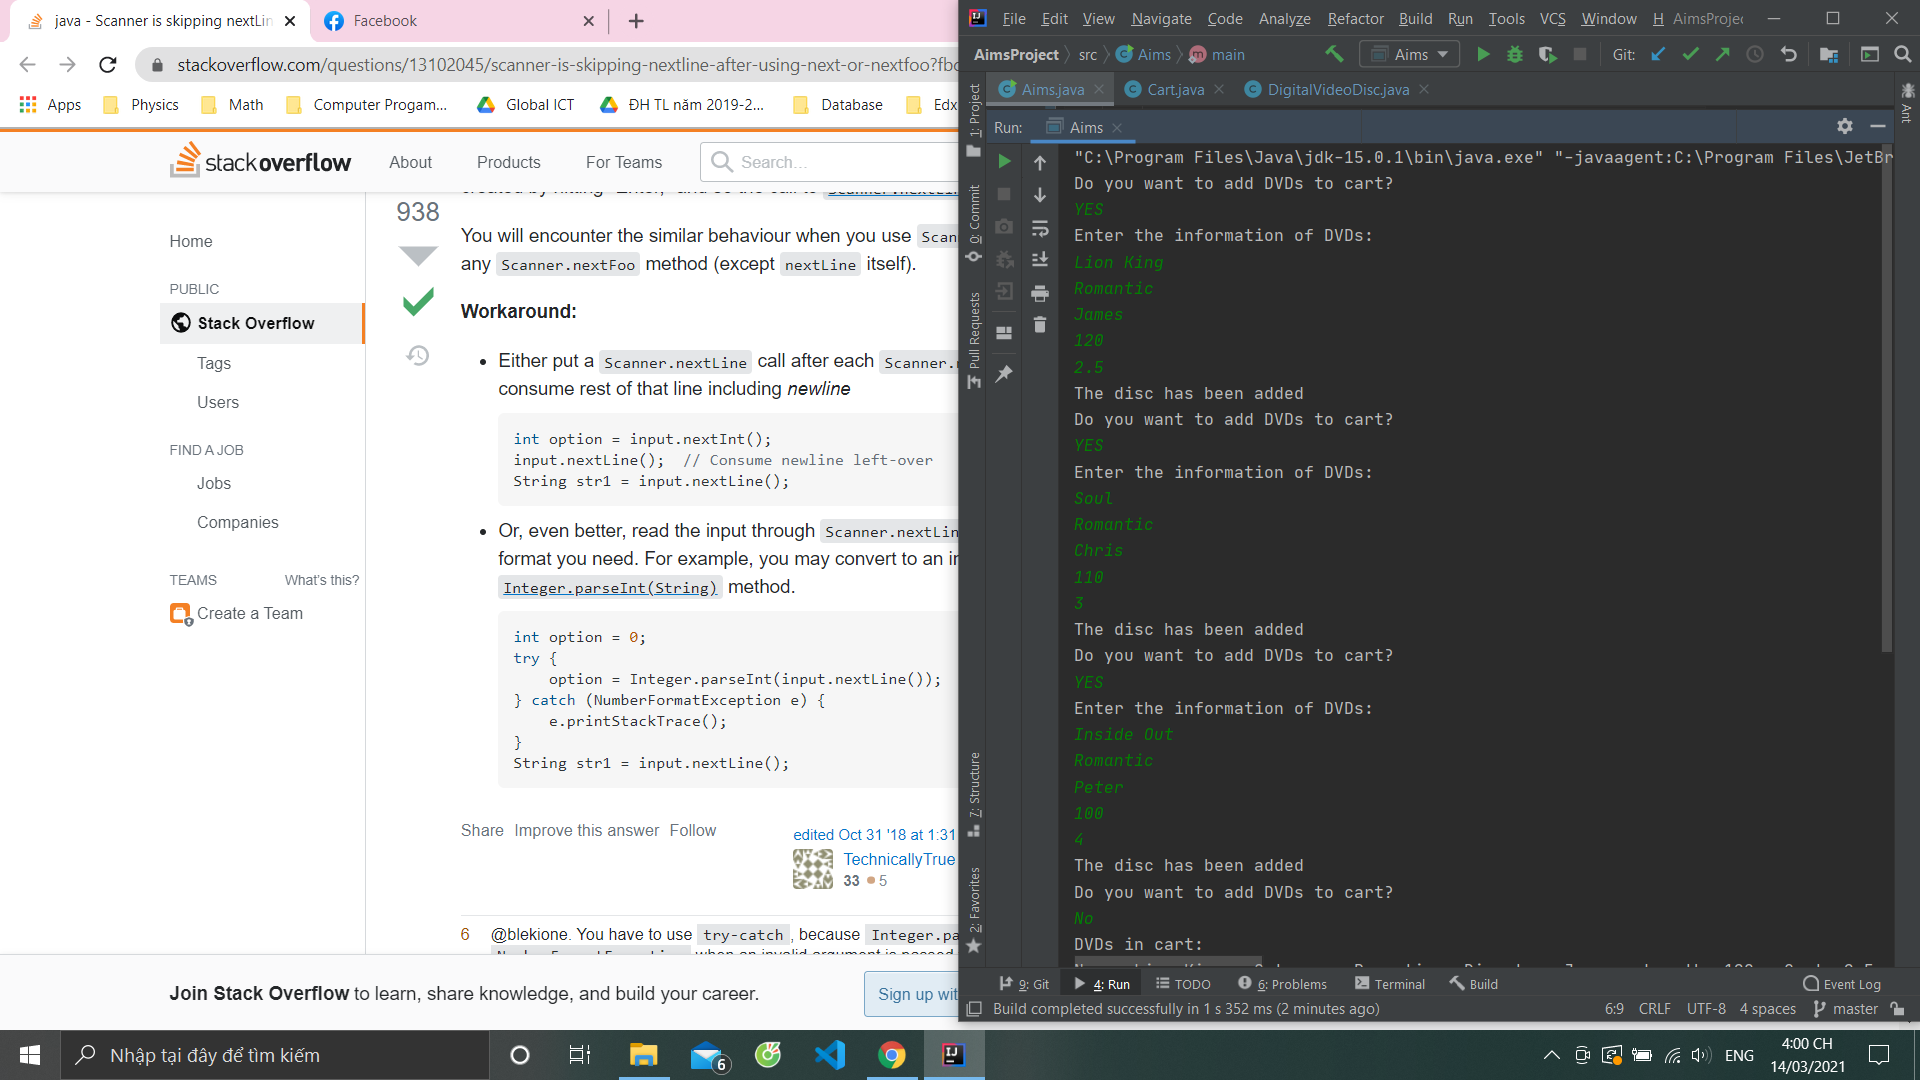 java - Scanner is skipping nextLin
Facebook
stackoverflow.com/questions/13102045/scanner-is-skipping-nextline-after-using-next-or-nextfoo?fbc
Apps
Physics
Math
Computer Progam...
Global ICT
ĐH TL năm 2019-2...
Database
Edx
stackoverflow
About
Products
For Teams
Search...
Home
PUBLIC
Stack Overflow
Tags
Users
FIND A JOB
Jobs
Companies
TEAMS
What's this?
Create a Team
938
You will encounter the similar behaviour when you use Scan
any Scanner.nextFoo method (except nextLine itself).
Workaround:
• Either put a Scanner.nextLine call after each Scanner.n
consume rest of that line including newline
int option = input.nextInt();
input.nextLine();  // Consume newline left-over
String str1 = input.nextLine();
• Or, even better, read the input through Scanner.nextLin
format you need. For example, you may convert to an in
Integer.parseInt(String) method.
int option = 0;
try {
    option = Integer.parseInt(input.nextLine());
} catch (NumberFormatException e) {
    e.printStackTrace();
}
String str1 = input.nextLine();
Share Improve this answer Follow
edited Oct 31 '18 at 1:31
TechnicallyTrue
33 5
6 @blekione. You have to use try-catch, because Integer.pa
Join Stack Overflow to learn, share knowledge, and build your career.
Sign up wit
File Edit View Navigate Code Analyze Refactor Build Run Tools VCS Window H AimsProjec
AimsProject src Aims main
Aims
Git:
Aims.java
Cart.java
DigitalVideoDisc.java
Run: Aims
1: Project
0: Commit
Pull Requests
7: Structure
2: Favorites
Ant
"C:\Program Files\Java\jdk-15.0.1\bin\java.exe" "-javaagent:C:\Program Files\JetBr
Do you want to add DVDs to cart?
YES
Enter the information of DVDs:
Lion King
Romantic
James
120
2.5
The disc has been added
Do you want to add DVDs to cart?
YES
Enter the information of DVDs:
Soul
Romantic
Chris
110
3
The disc has been added
Do you want to add DVDs to cart?
YES
Enter the information of DVDs:
Inside Out
Romantic
Peter
100
4
The disc has been added
Do you want to add DVDs to cart?
No
DVDs in cart:
9: Git
4: Run
TODO
6: Problems
Terminal
Build
Event Log
Build completed successfully in 1 s 352 ms (2 minutes ago)
6:9
CRLF
UTF-8
4 spaces
master
Nhập tại đây để tìm kiếm
6
ENG
4:00 CH
14/03/2021